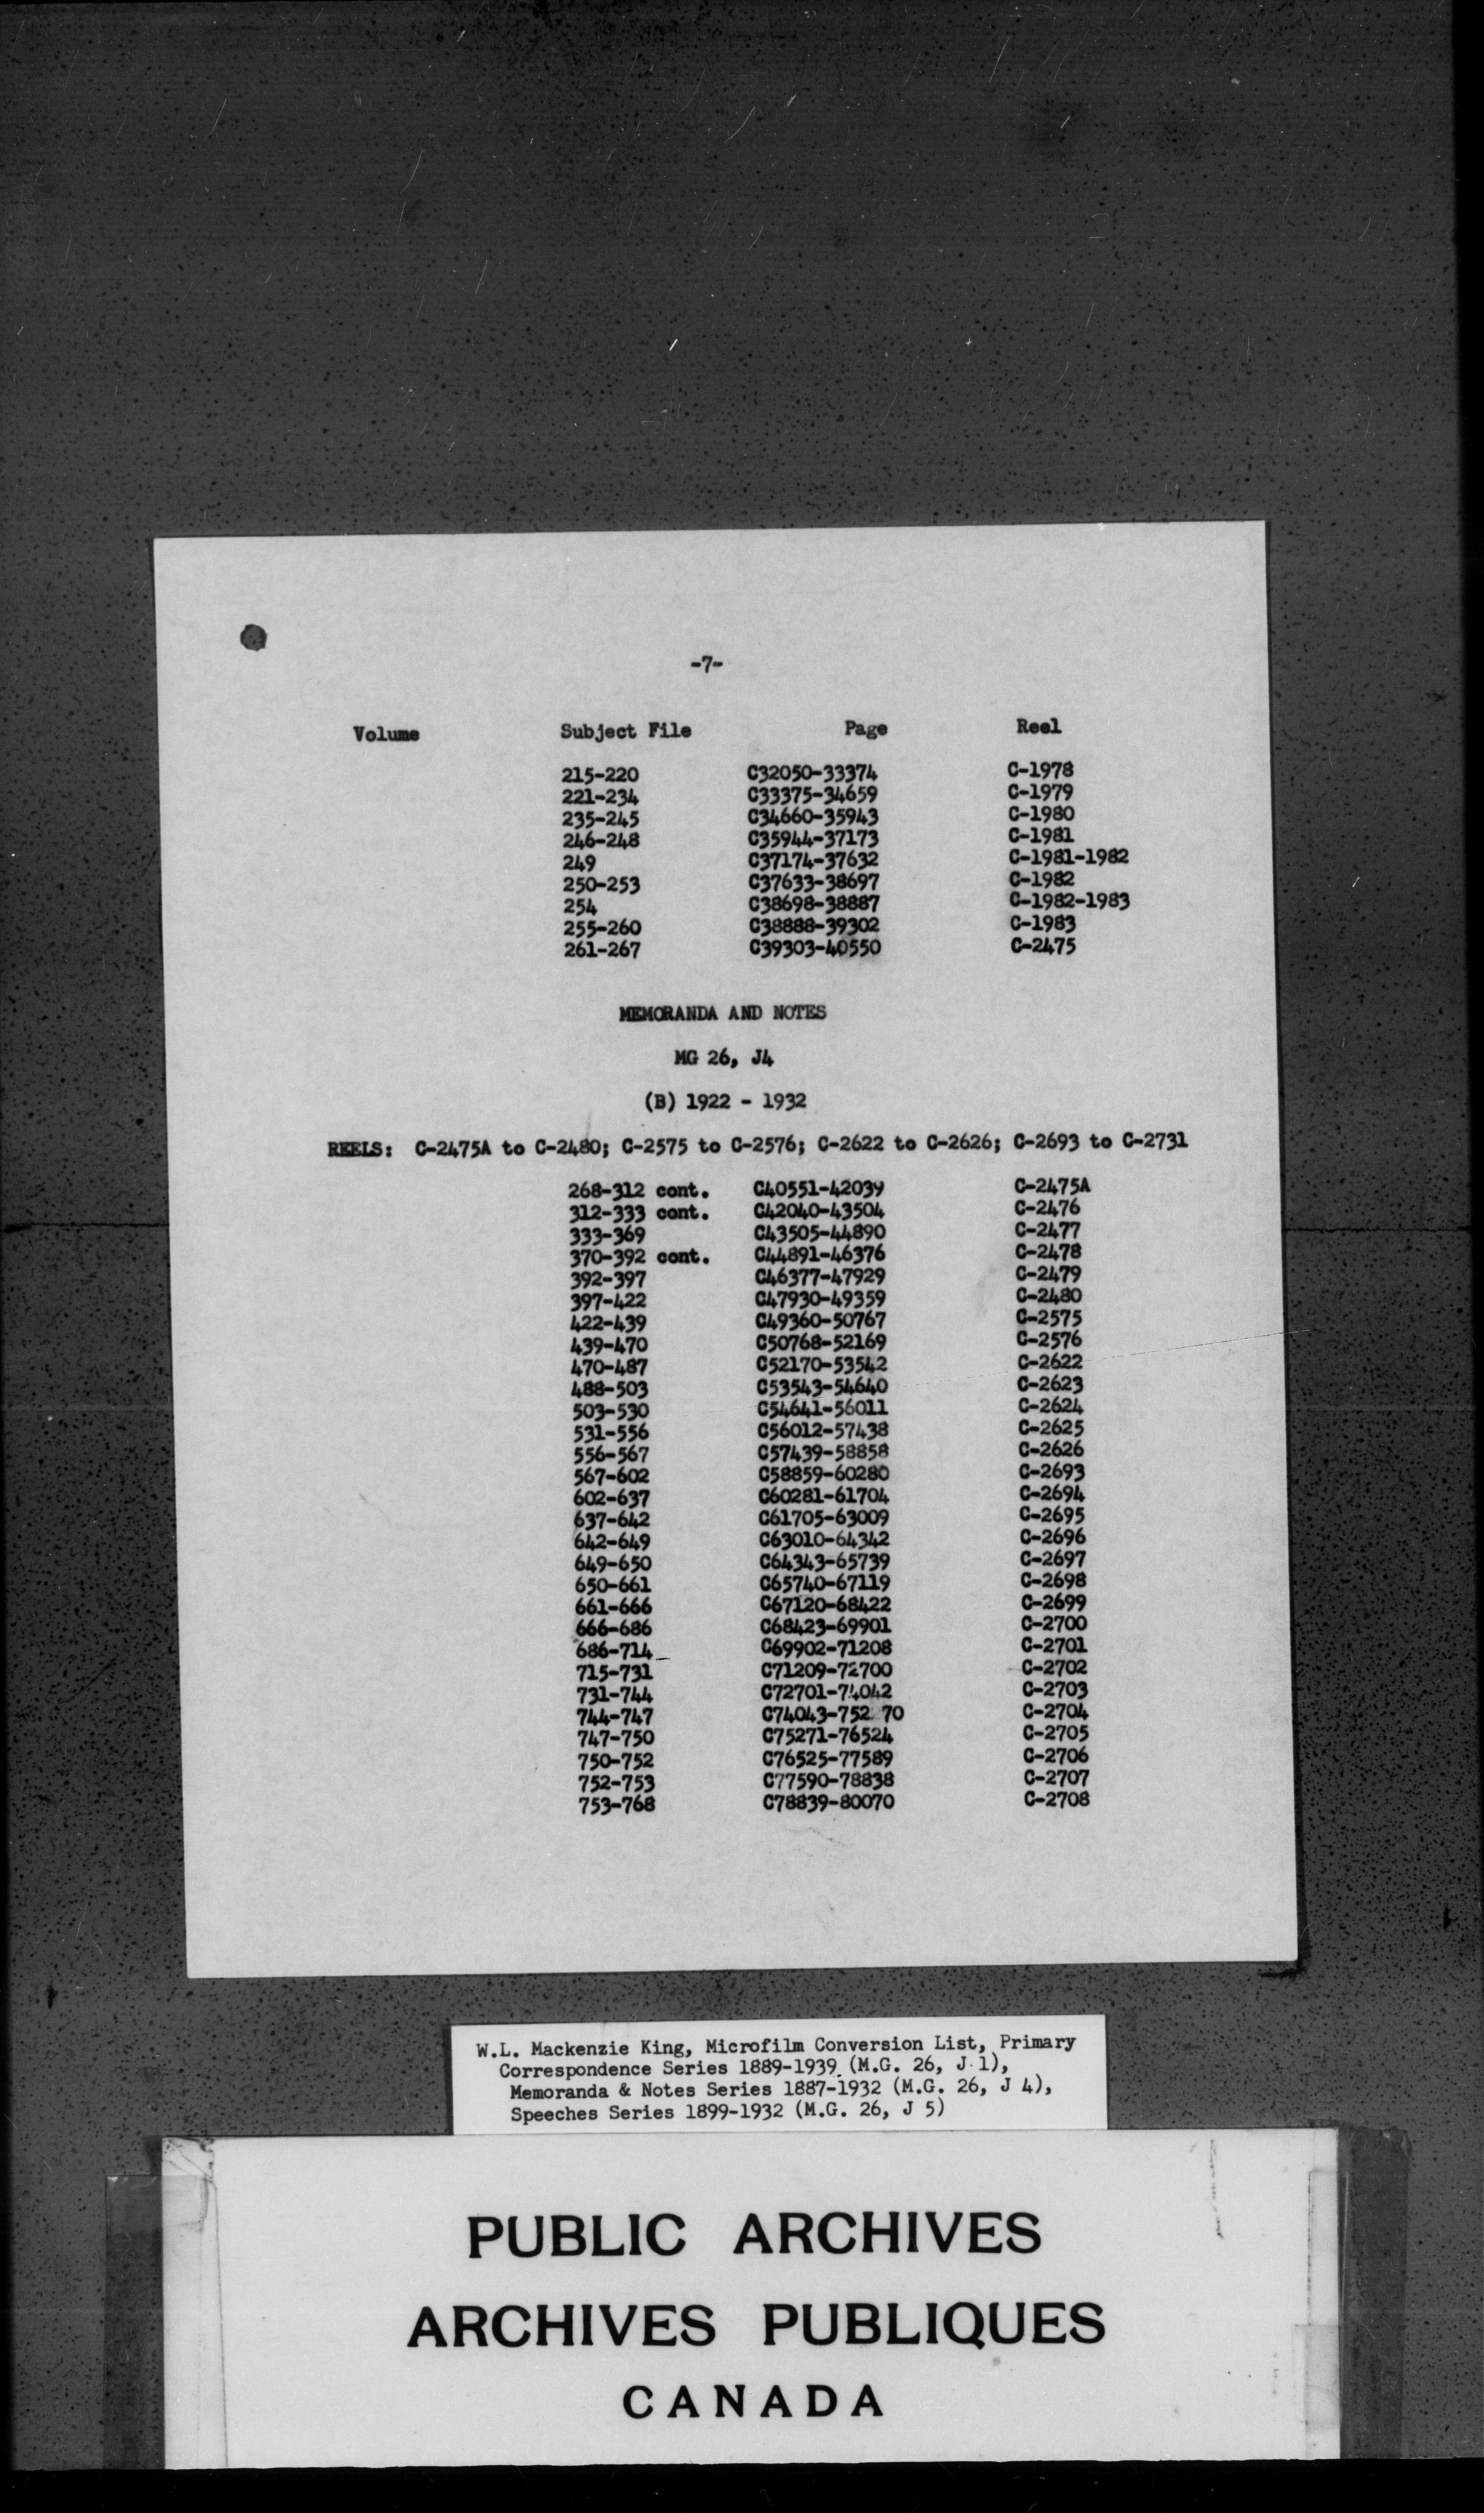 -7-
Volume Subject File Page Reel
215-220 C32050-33374 C-1978
221-234 C33375-34659 C-1979
235-245 C34660-35943 C-1980
246-248 C35944-37173 C-1981
249 C37174-37632 C-1981-1982
250-253 C37633-38697 C-1982
254 C38698-38887 C-1982-1983
255-260 C38888-39302 C-1983
261-267 C39303-40550 C-2475
MEMORANDA AND NOTES
MG 26, J4
(B) 1922 - 1932
REELS: C-2475A to C-2480; C-2575 to C-2576; C-2622 to C-2626; C-2693 to C-2731
268-312 cont. C40551-42039 C-2475A
312-333 cont. C42040-43504 C-2476
333-369 C43505-44890 C-2477
370-392 cont. C44891-46376 C-2478
392-397 C46377-47929 C-2479
397-422 C47930-49359 C-2480
422-439 C49360-50767 C-2575
439-470 C50768-52169 C-2576
470-487 C52170-53542 C-2622
488-503 C53543-54640 C-2623
503-530 C54641-56011 C-2624
531-556 C56012-57438 C-2625
556-567 C57439-58858 C-2626
567-602 C58859-60280 C-2693
602-637 C60281-61704 C-2694
637-642 C61705-63009 C-2695
642-649 C63010-64342 C-2696
649-650 C64343-65739 C-2697
650-661 C65740-67119 C-2698
661-666 C67120-68422 C-2699
666-686 C68423-69901 C-2700
686-714 C69902-71208 C-2701
715-731 C71209-72700 C-2702
731-744 C72701-74042 C-2703
744-747 C74043-752 70 C-2704
747-750 C75271-76524 C-2705
750-752 C76525-77589 C-2706
752-753 C77590-78838 C-2707
753-768 C78839-80070 C-2708
W.L. Mackenzie King, Microfilm Conversion List, Primary
Correspondence Series 1889-1939 (M.G. 26, J 1),
Memoranda & Notes Series 1887-1932 (M.G. 26, J 4),
Speeches Series 1899-1932 (M.G. 26, J 5)
PUBLIC ARCHIVES
ARCHIVES PUBLIQUES
CANADA